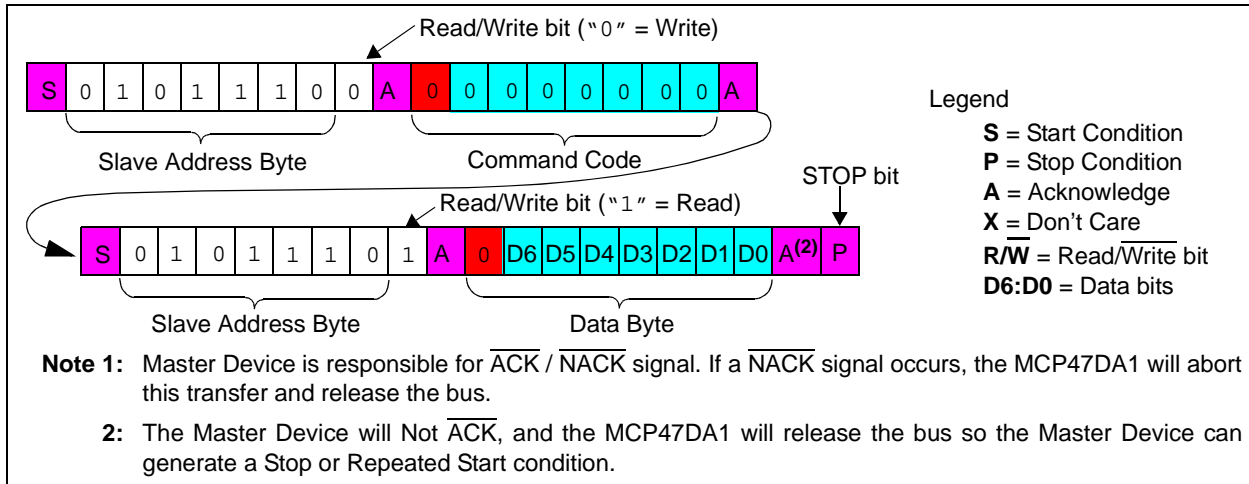 Read/Write bit (“0” = Write)
S 0 1 0 1 1 1 0 0 A 0 0 0 0 0 0 0 0 A
Slave Address Byte Command Code
Read/Write bit (“1” = Read)
STOP bit
S 0 1 0 1 1 1 0 1 A 0 D6 D5 D4 D3 D2 D1 D0 A(2) P
Slave Address Byte Data Byte
Legend
S = Start Condition
P = Stop Condition
A = Acknowledge
X = Don't Care
R/W̅ = Read/W̅r̅i̅t̅e̅ bit
D6:D0 = Data bits
Note 1: Master Device is responsible for A̅C̅K̅ / N̅A̅C̅K̅ signal. If a N̅A̅C̅K̅ signal occurs, the MCP47DA1 will abort
this transfer and release the bus.
2: The Master Device will Not A̅C̅K̅, and the MCP47DA1 will release the bus so the Master Device can
generate a Stop or Repeated Start condition.